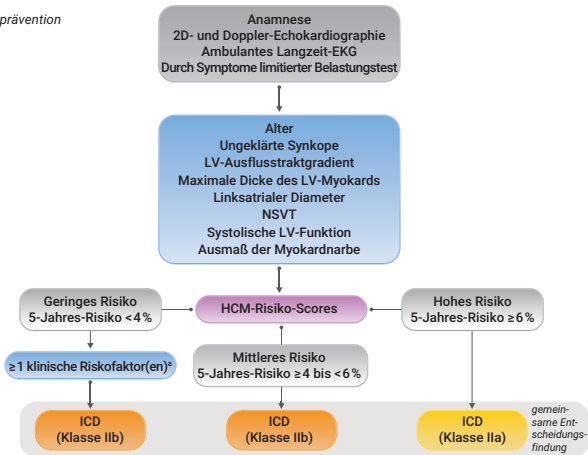 prävention
Anamnese
2D- und Doppler-Echokardiographie
Ambulantes Langzeit-EKG
Durch Symptome limitierter Belastungstest
Alter
Ungeklärte Synkope
LV-Ausflusstraktgradient
Maximale Dicke des LV-Myokards
Linksatrialer Diameter
NSVT
Systolische LV-Funktion
Ausmaß der Myokardnarbe
Geringes Risiko
5-Jahres-Risiko <4%
HCM-Risiko-Scores
Hohes Risiko
5-Jahres-Risiko ≥6%
≥1 klinische Riskofaktor(en)ª
Mittleres Risiko
5-Jahres-Risiko ≥4 bis <6%
ICD
(Klasse IIb)
ICD
(Klasse IIb)
ICD
(Klasse IIa)
gemein-
same Ent-
scheidungs-
findung